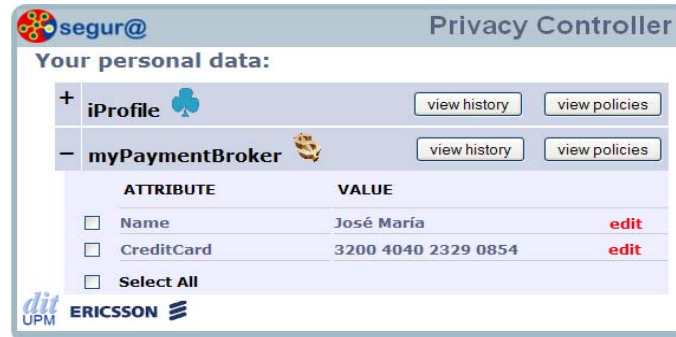 segur@ Privacy Controller
Your personal data:
+ iProfile view history view policies
− myPaymentBroker view history view policies
ATTRIBUTE VALUE
Name José María edit
CreditCard 3200 4040 2329 0854 edit
Select All
dit UPM ERICSSON